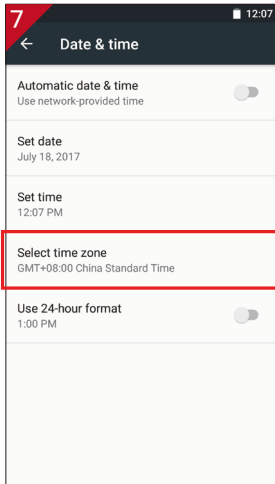 7
12:07
Date & time
Automatic date & time
Use network-provided time
Set date
July 18, 2017
Set time
12:07 PM
Select time zone
GMT+08:00 China Standard Time
Use 24-hour format
1:00 PM